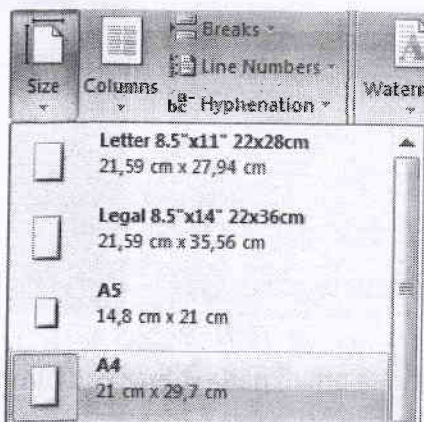 Breaks
Line Numbers
Size Columns
Hyphenation
Letter 8.5"x11" 22x28cm
21,59 cm x 27,94 cm
Legal 8.5"x14" 22x36cm
21,59 cm x 35,56 cm
A5
14,8 cm x 21 cm
A4
21 cm x 29,7 cm